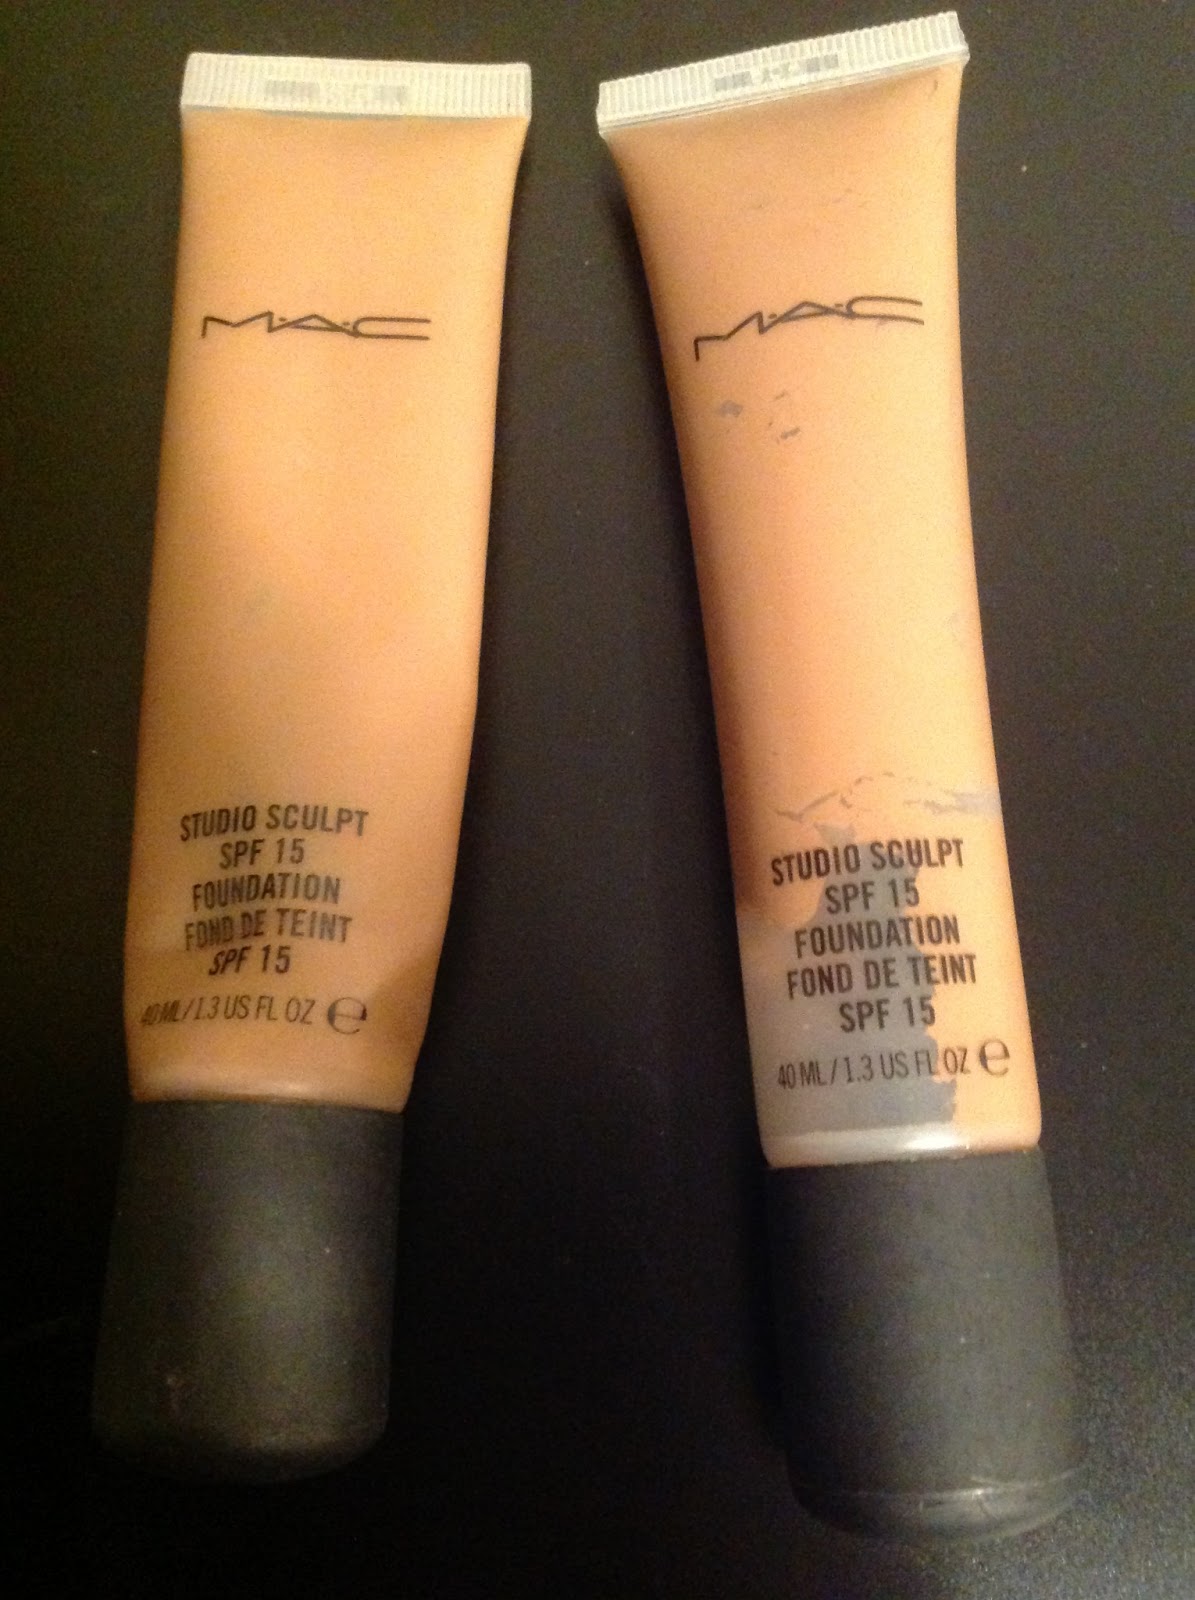 M·A·C
STUDIO SCULPT
SPF 15
FOUNDATION
FOND DE TEINT
SPF 15
40 ML / 1.3 US FL OZ e
M·A·C
STUDIO SCULPT
SPF 15
FOUNDATION
FOND DE TEINT
SPF 15
40 ML / 1.3 US FL OZ e